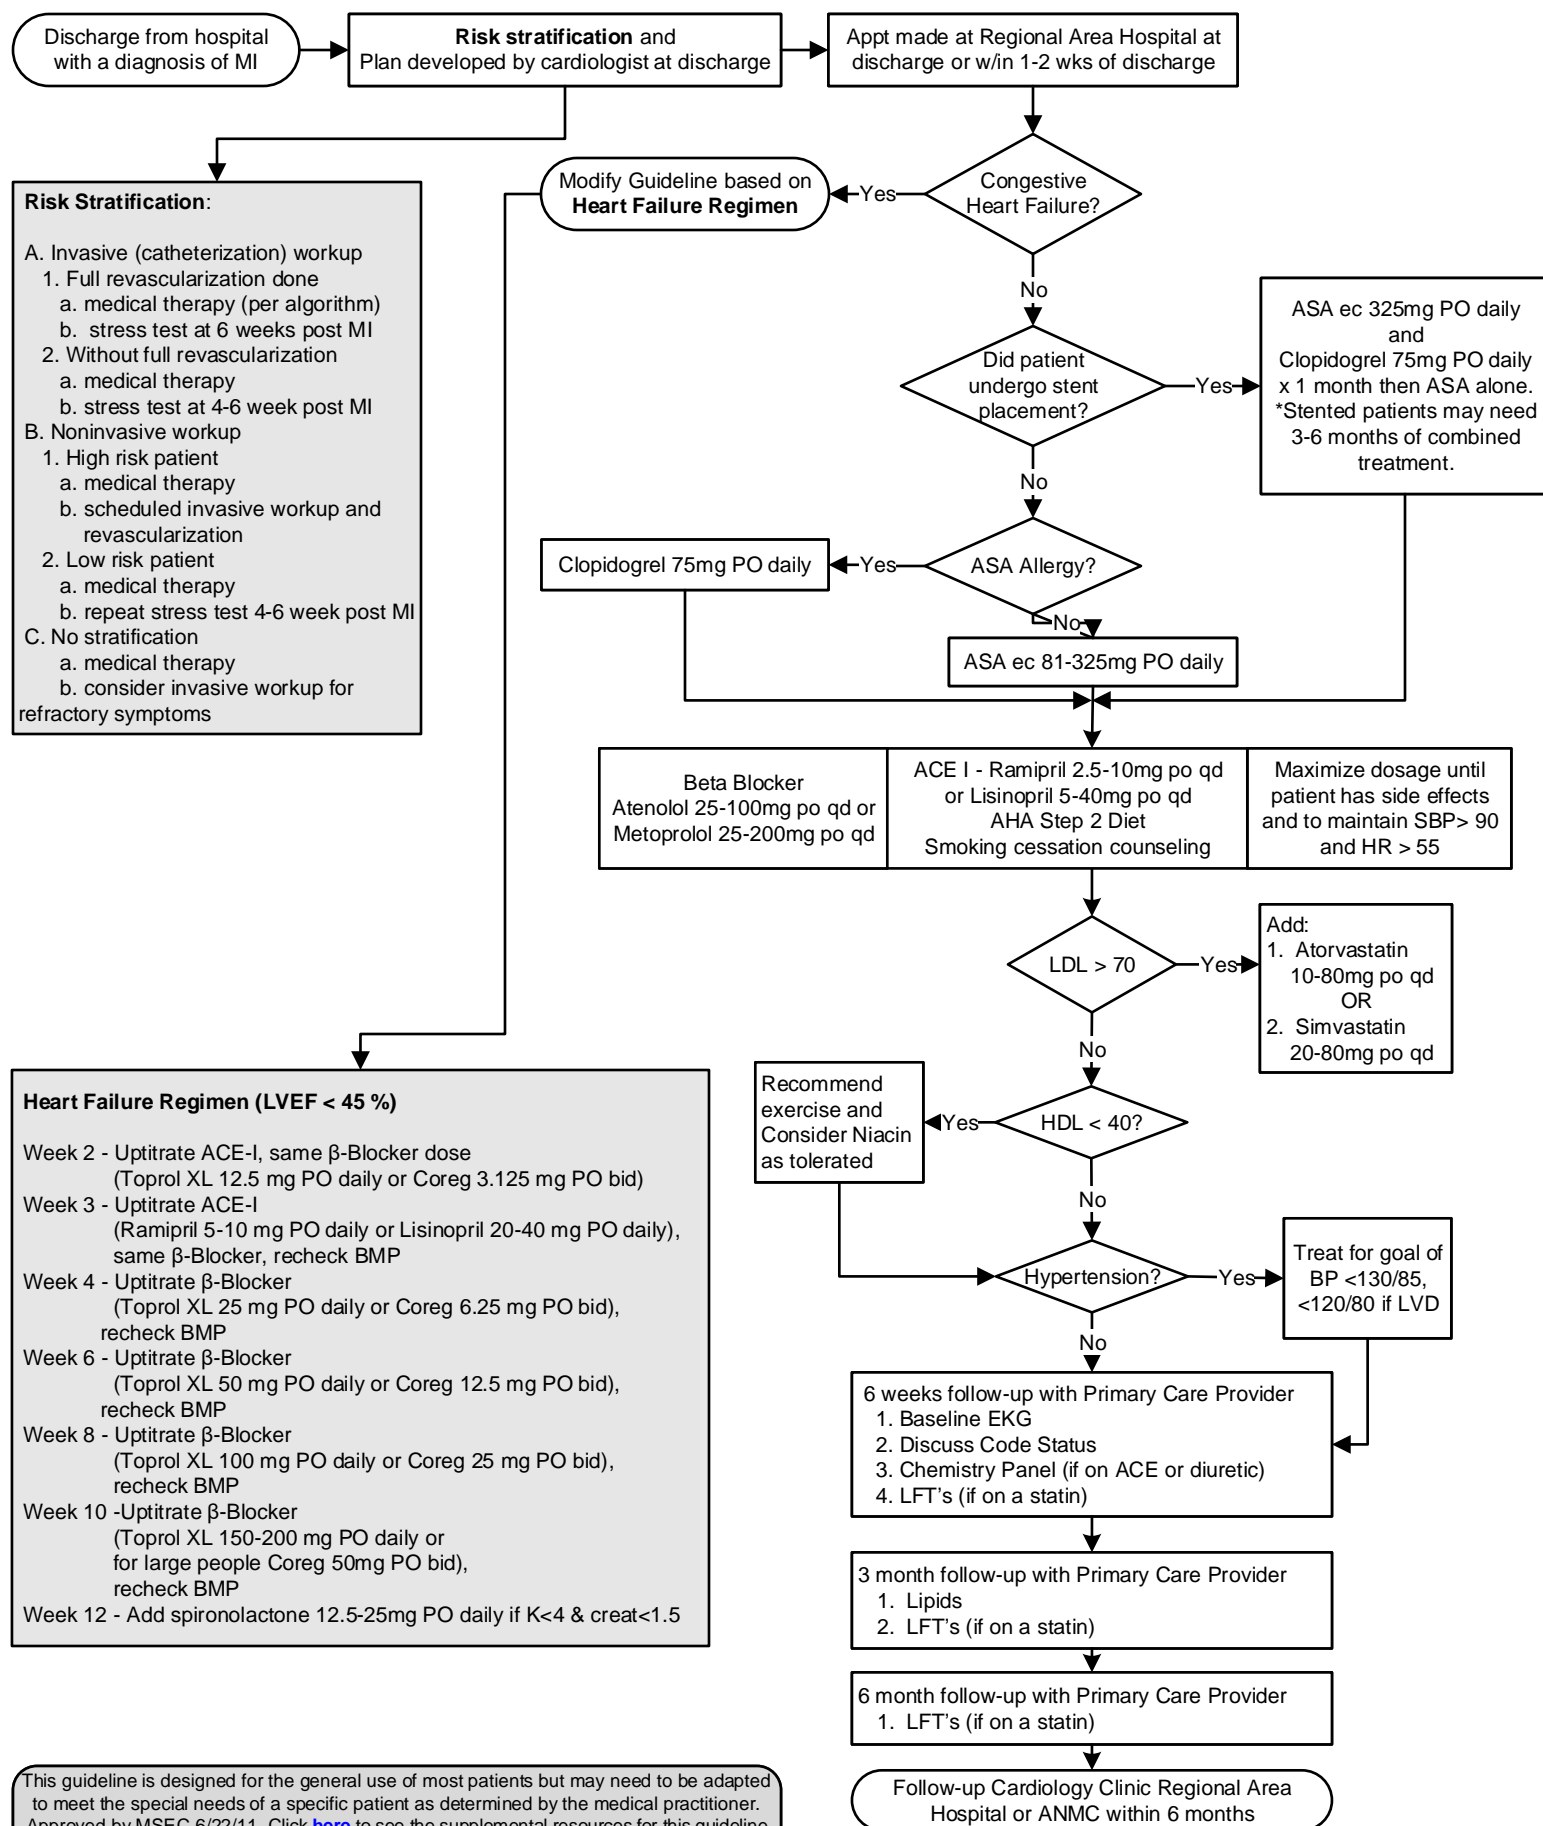 Discharge from hospital
with a diagnosis of MI
Risk stratification and
Plan developed by cardiologist at discharge
Appt made at Regional Area Hospital at
discharge or w/in 1-2 wks of discharge
Congestive
Heart Failure?
Yes
Modify Guideline based on
Heart Failure Regimen
No
Risk Stratification:
A. Invasive (catheterization) workup
1. Full revascularization done
a. medical therapy (per algorithm)
b. stress test at 6 weeks post MI
2. Without full revascularization
a. medical therapy
b. stress test at 4-6 week post MI
B. Noninvasive workup
1. High risk patient
a. medical therapy
b. scheduled invasive workup and
revascularization
2. Low risk patient
a. medical therapy
b. repeat stress test 4-6 week post MI
C. No stratification
a. medical therapy
b. consider invasive workup for
refractory symptoms
Did patient
undergo stent
placement?
Yes
ASA ec 325mg PO daily
and
Clopidogrel 75mg PO daily
x 1 month then ASA alone.
*Stented patients may need
3-6 months of combined
treatment.
No
ASA Allergy?
Yes
Clopidogrel 75mg PO daily
No
ASA ec 81-325mg PO daily
Beta Blocker
Atenolol 25-100mg po qd or
Metoprolol 25-200mg po qd
ACE I - Ramipril 2.5-10mg po qd
or Lisinopril 5-40mg po qd
AHA Step 2 Diet
Smoking cessation counseling
Maximize dosage until
patient has side effects
and to maintain SBP> 90
and HR > 55
LDL > 70
Yes
Add:
1. Atorvastatin
10-80mg po qd
OR
2. Simvastatin
20-80mg po qd
No
HDL < 40?
Yes
Recommend
exercise and
Consider Niacin
as tolerated
No
Hypertension?
Yes
Treat for goal of
BP <130/85,
<120/80 if LVD
No
Heart Failure Regimen (LVEF < 45 %)
Week 2 - Uptitrate ACE-I, same β-Blocker dose
(Toprol XL 12.5 mg PO daily or Coreg 3.125 mg PO bid)
Week 3 - Uptitrate ACE-I
(Ramipril 5-10 mg PO daily or Lisinopril 20-40 mg PO daily),
same β-Blocker, recheck BMP
Week 4 - Uptitrate β-Blocker
(Toprol XL 25 mg PO daily or Coreg 6.25 mg PO bid),
recheck BMP
Week 6 - Uptitrate β-Blocker
(Toprol XL 50 mg PO daily or Coreg 12.5 mg PO bid),
recheck BMP
Week 8 - Uptitrate β-Blocker
(Toprol XL 100 mg PO daily or Coreg 25 mg PO bid),
recheck BMP
Week 10 -Uptitrate β-Blocker
(Toprol XL 150-200 mg PO daily or
for large people Coreg 50mg PO bid),
recheck BMP
Week 12 - Add spironolactone 12.5-25mg PO daily if K<4 & creat<1.5
6 weeks follow-up with Primary Care Provider
1. Baseline EKG
2. Discuss Code Status
3. Chemistry Panel (if on ACE or diuretic)
4. LFT's (if on a statin)
3 month follow-up with Primary Care Provider
1. Lipids
2. LFT's (if on a statin)
6 month follow-up with Primary Care Provider
1. LFT's (if on a statin)
Follow-up Cardiology Clinic Regional Area
Hospital or ANMC within 6 months
This guideline is designed for the general use of most patients but may need to be adapted
to meet the special needs of a specific patient as determined by the medical practitioner.
Approved by MSEC 6/22/11. Click here to see the supplemental resources for this guideline.